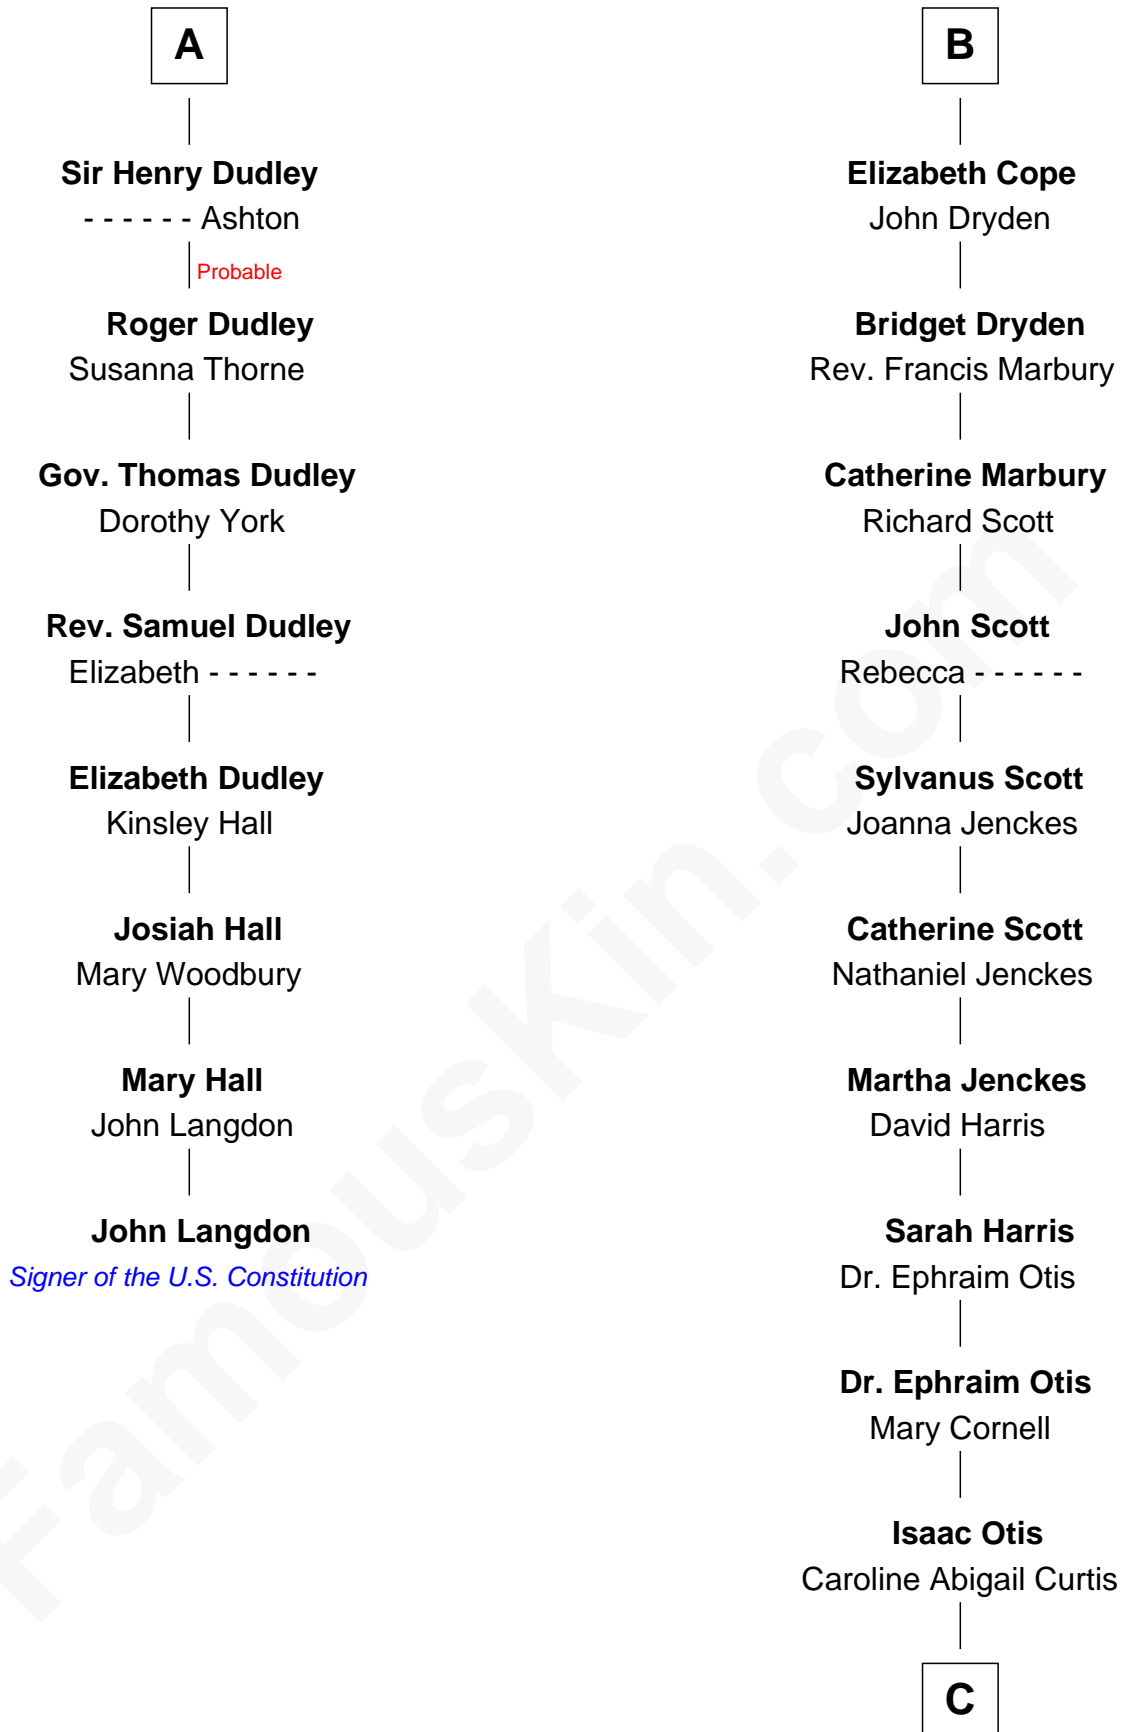 A
Sir Henry Dudley
- - - - - - Ashton
Probable
Roger Dudley
Susanna Thorne
Gov. Thomas Dudley
Dorothy York
Rev. Samuel Dudley
Elizabeth - - - - - -
Elizabeth Dudley
Kinsley Hall
Josiah Hall
Mary Woodbury
Mary Hall
John Langdon
John Langdon
Signer of the U.S. Constitution
B
Elizabeth Cope
John Dryden
Bridget Dryden
Rev. Francis Marbury
Catherine Marbury
Richard Scott
John Scott
Rebecca - - - - - -
Sylvanus Scott
Joanna Jenckes
Catherine Scott
Nathaniel Jenckes
Martha Jenckes
David Harris
Sarah Harris
Dr. Ephraim Otis
Dr. Ephraim Otis
Mary Cornell
Isaac Otis
Caroline Abigail Curtis
C
FamousKin.com